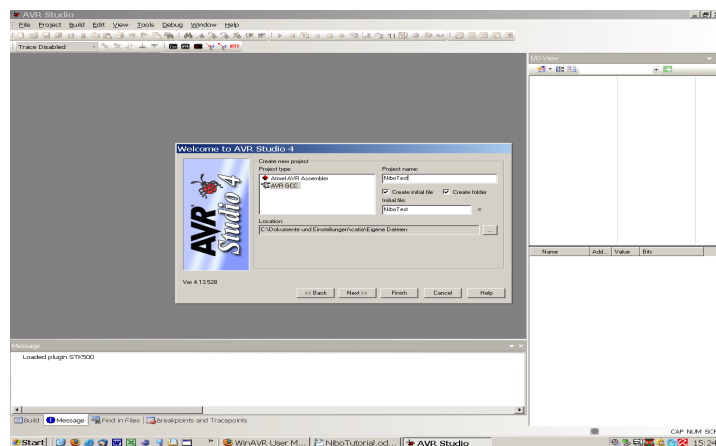 AVR Studio
File Project Build Edit View Tools Debug Window Help
Trace Disabled
I/O View
Welcome to AVR Studio 4
Create new project
Project type:
Project name:
Atmel AVR Assembler
AVR GCC
NiboTest
Create initial file
Create folder
Initial file:
NiboTest
.c
Location:
C:\Dokumente und Einstellungen\catia\Eigene Dateien
...
AVR Studio 4
Ver 4.13.528
<< Back Next >> Finish Cancel Help
Name Add... Value Bits
Message
Loaded plugin STK500
Build Message Find in Files Breakpoints and Tracepoints
CAP NUM SCR
Start
WinAVR User M... NiboTutorial.od... AVR Studio
15:24